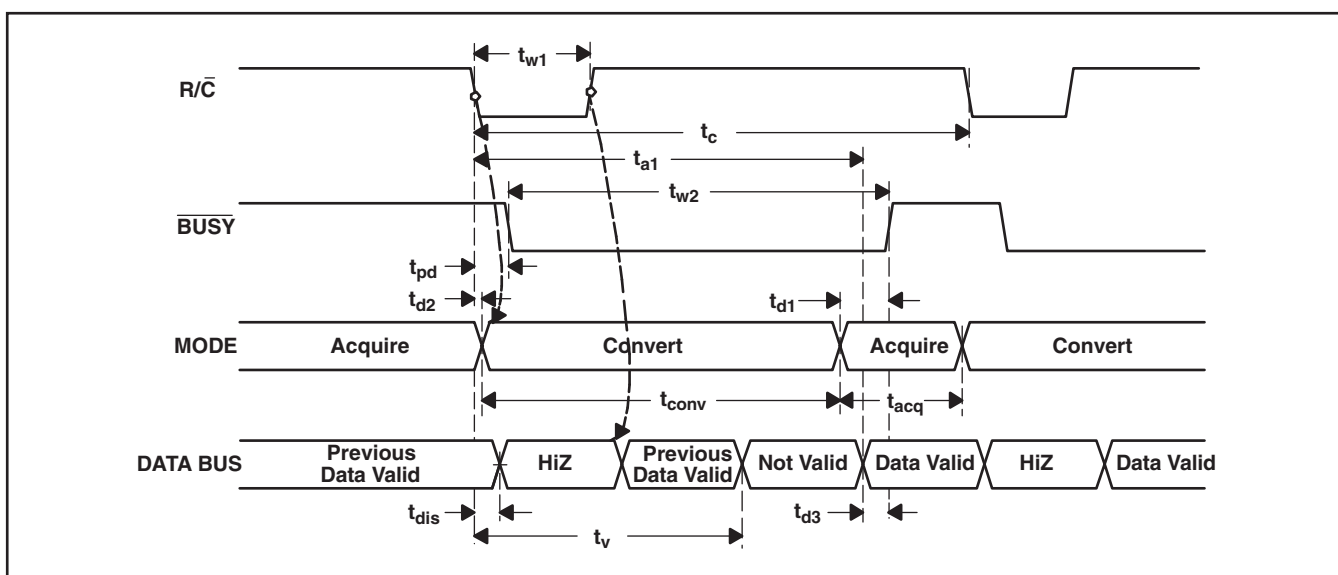 t_w1
R/C̅
t_c
t_a1
t_w2
B̅U̅S̅Y̅
t_pd
t_d2
t_d1
MODE Acquire Convert Acquire Convert
t_conv t_acq
DATA BUS Previous Data Valid HiZ Previous Data Valid Not Valid Data Valid HiZ Data Valid
t_dis
t_d3
t_v